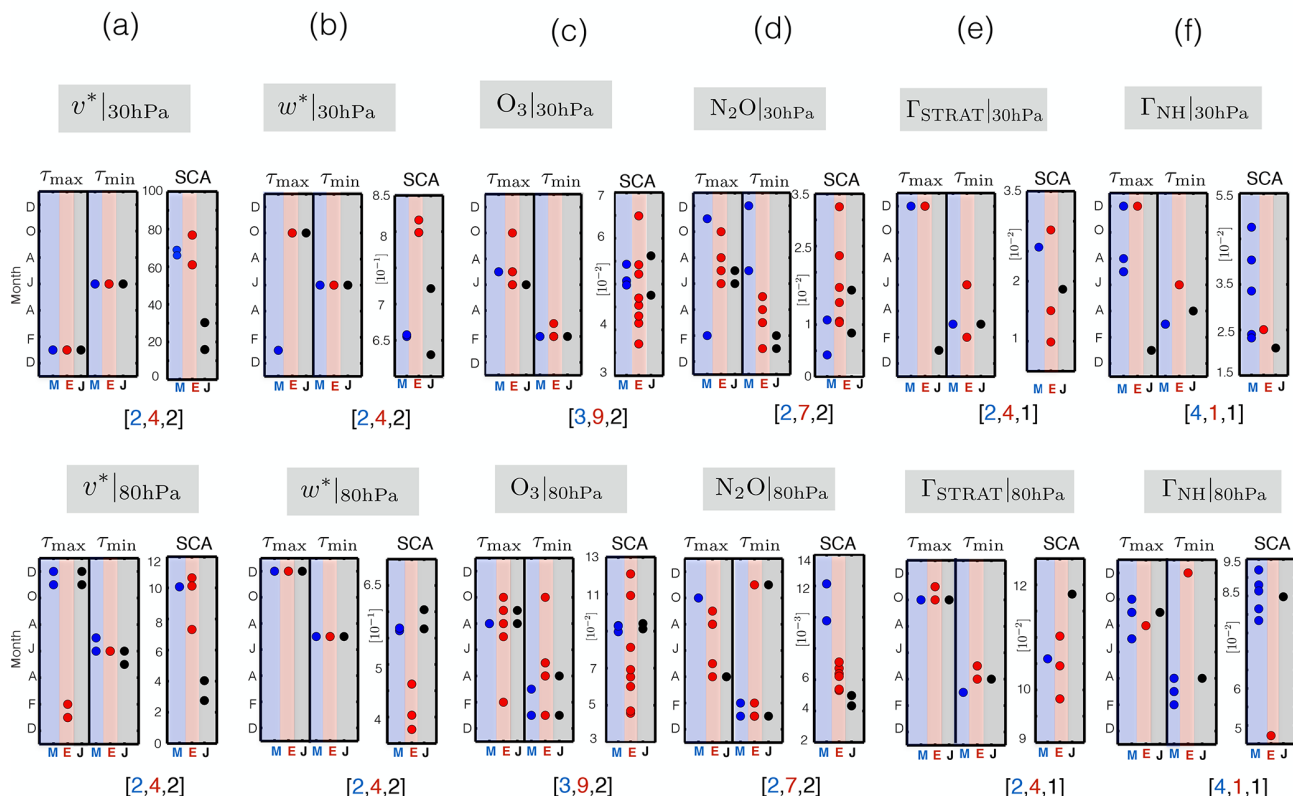 (a) (b) (c) (d) (e) (f)
v*|30hPa w*|30hPa O3|30hPa N2O|30hPa ΓSTRAT|30hPa ΓNH|30hPa
τmax τmin SCA τmax τmin SCA τmax τmin SCA τmax τmin SCA τmax τmin SCA τmax τmin SCA
Month
D O A J A F D
100 80 60 40 20 0
D O A J A F D
8.5 8 7 6.5
[10-1]
D O A J A F D
7 6 5 4 3
[10-2]
D O A J A F D
3.5 2.5 1 0
[10-2]
D O A J A F D
3.5 3 2 1
[10-2]
D O A J A F D
5.5 3.5 2.5 1
[10-2]
M E J M E J M E J M E J M E J M E J M E J M E J M E J M E J M E J M E J M E J M E J M E J M E J M E J M E J
[2,4,2] [2,4,2] [3,9,2] [2,7,2] [2,4,1] [4,1,1]
v*|80hPa w*|80hPa O3|80hPa N2O|80hPa ΓSTRAT|80hPa ΓNH|80hPa
τmax τmin SCA τmax τmin SCA τmax τmin SCA τmax τmin SCA τmax τmin SCA τmax τmin SCA
Month
D O A J A F D
12 10 8 6 4 2 0
D O A J A F D
6.5 5 4
[10-1]
D O A J A F D
13 12 11 10 9 7 6 5 4 3
[10-2]
D O A J A F D
14 12 10 8 6 4 2
[10-3]
D O A J A F D
12 10 9
[10-2]
D O A J A F D
9.5 8.5 6 5
[10-2]
M E J M E J M E J M E J M E J M E J M E J M E J M E J M E J M E J M E J M E J M E J M E J M E J M E J M E J
[2,4,2] [2,4,2] [3,9,2] [2,7,2] [2,4,1] [4,1,1]